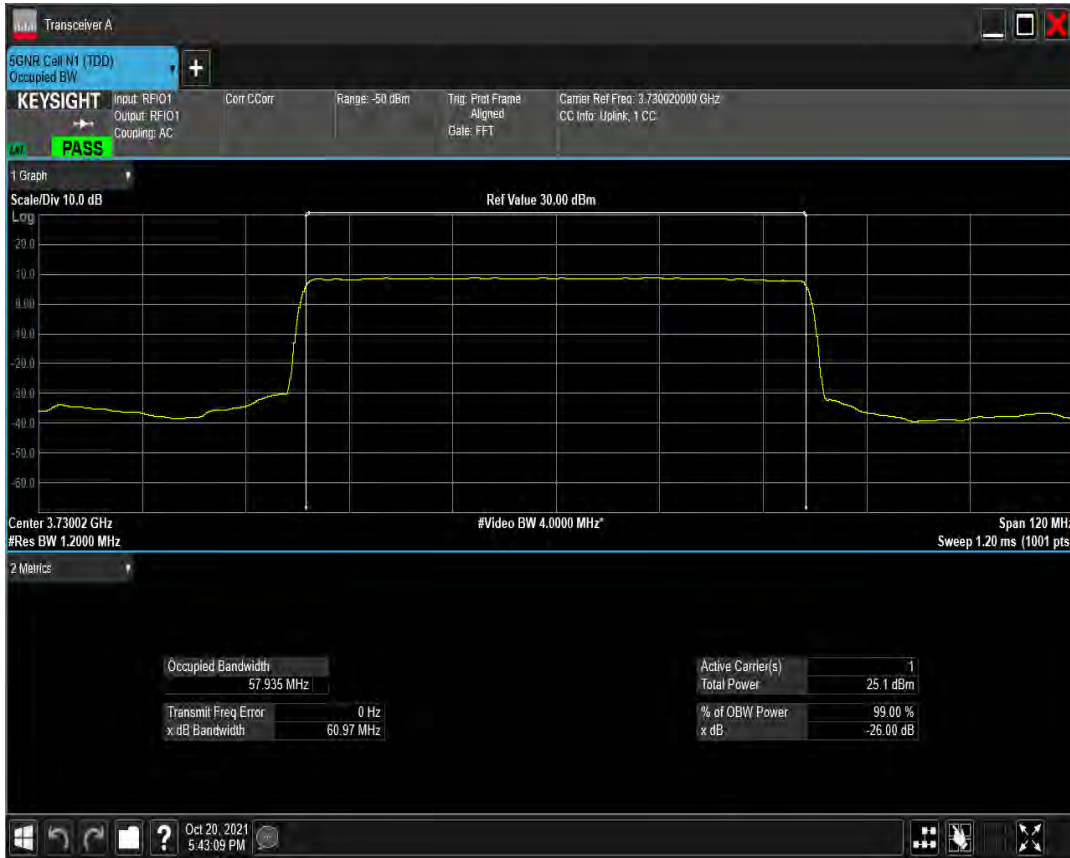 Transceiver A
5GNR Cell N1 (TDD)
Occupied BW
+
KEYSIGHT
Input: RFIO1
Output: RFIO1
Coupling: AC
Corr CCorr
Range: -50 dBm
Trig: Prot Frame
Aligned
Gate: FFT
Carrier Ref Freq: 3.730020000 GHz
CC Info: Uplink, 1 CC
PASS
1 Graph
Scale/Div 10.0 dB
Ref Value 30.00 dBm
Log
20.0
10.0
0.00
-10.0
-20.0
-30.0
-40.0
-50.0
-60.0
Center 3.73002 GHz
#Video BW 4.0000 MHz*
Span 120 MHz
#Res BW 1.2000 MHz
Sweep 1.20 ms (1001 pts
2 Metrics
Occupied Bandwidth
57.935 MHz
Transmit Freq Error 0 Hz
x dB Bandwidth 60.97 MHz
Active Carrier(s) 1
Total Power 25.1 dBm
% of OBW Power 99.00 %
x dB -26.00 dB
?
Oct 20, 2021
5:43:09 PM